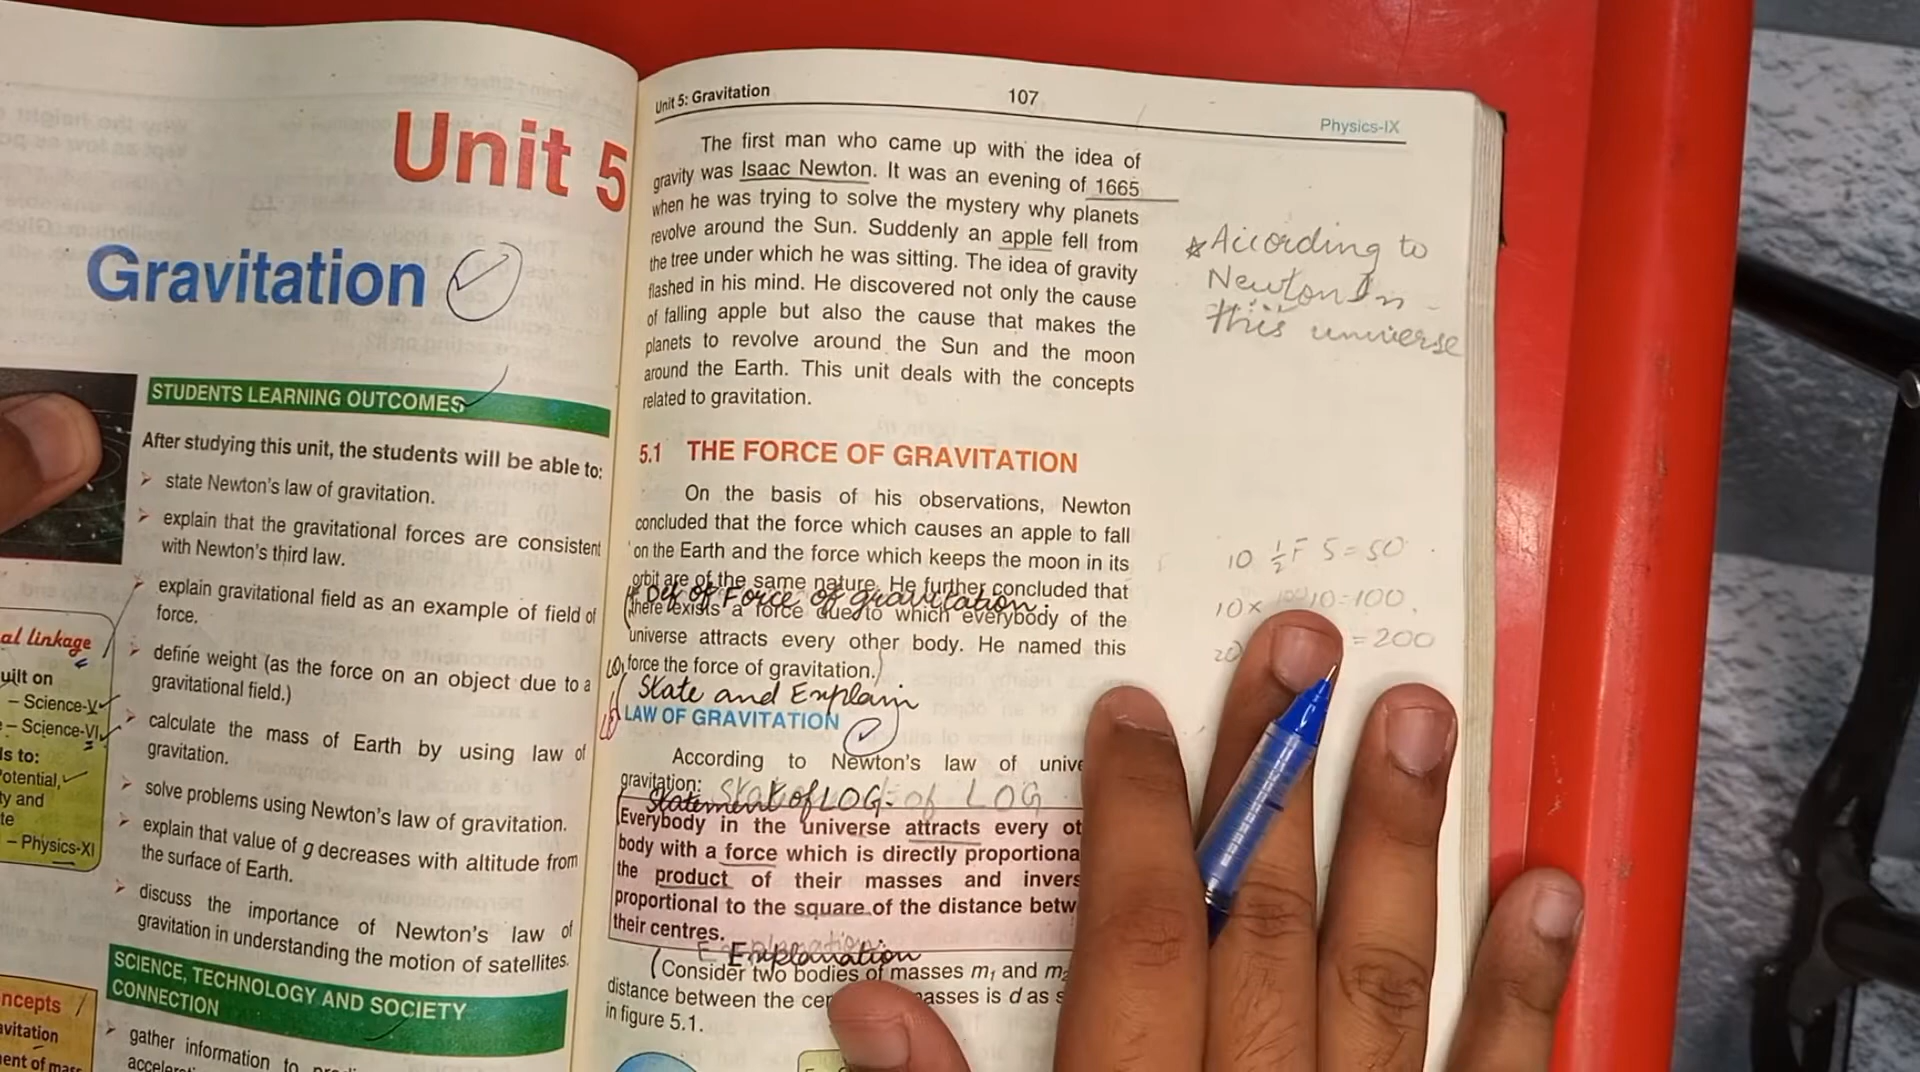 Unit 5
Gravitation
STUDENTS LEARNING OUTCOMES
After studying this unit, the students will be able to:
state Newton's law of gravitation.
explain that the gravitational forces are consistent
with Newton's third law.
explain gravitational field as an example of field of
force.
define weight (as the force on an object due to a
gravitational field.)
calculate the mass of Earth by using law of
gravitation.
solve problems using Newton's law of gravitation.
explain that value of g decreases with altitude from
the surface of Earth.
discuss the importance of Newton's law of
gravitation in understanding the motion of satellites.
SCIENCE, TECHNOLOGY AND SOCIETY
CONNECTION
gather information to
al linkage
uilt on
– Science-V
– Science-VI
ls to:
otential,
ty and
te
– Physics-XI
ncepts
avitation
Unit 5: Gravitation 107 Physics-IX
The first man who came up with the idea of
gravity was Isaac Newton. It was an evening of 1665
when he was trying to solve the mystery why planets
revolve around the Sun. Suddenly an apple fell from
the tree under which he was sitting. The idea of gravity
flashed in his mind. He discovered not only the cause
of falling apple but also the cause that makes the
planets to revolve around the Sun and the moon
around the Earth. This unit deals with the concepts
related to gravitation.
According to
Newton In
this universe
5.1 THE FORCE OF GRAVITATION
On the basis of his observations, Newton
concluded that the force which causes an apple to fall
on the Earth and the force which keeps the moon in its
orbit are of the same nature. He further concluded that
Def of Force of gravitation.
there exists a force due to which everybody of the
universe attracts every other body. He named this
force the force of gravitation.
10 1/2 F 5=50
10x 10=100
20 =200
State and Explain
LAW OF GRAVITATION
According to Newton's law of unive
gravitation:
Statement of LOG. of LOG
Everybody in the universe attracts every ot
body with a force which is directly proportiona
the product of their masses and invers
proportional to the square of the distance betw
their centres.
Explanation
(Consider two bodies of masses m₁ and m
distance between the cen asses is d as s
in figure 5.1.